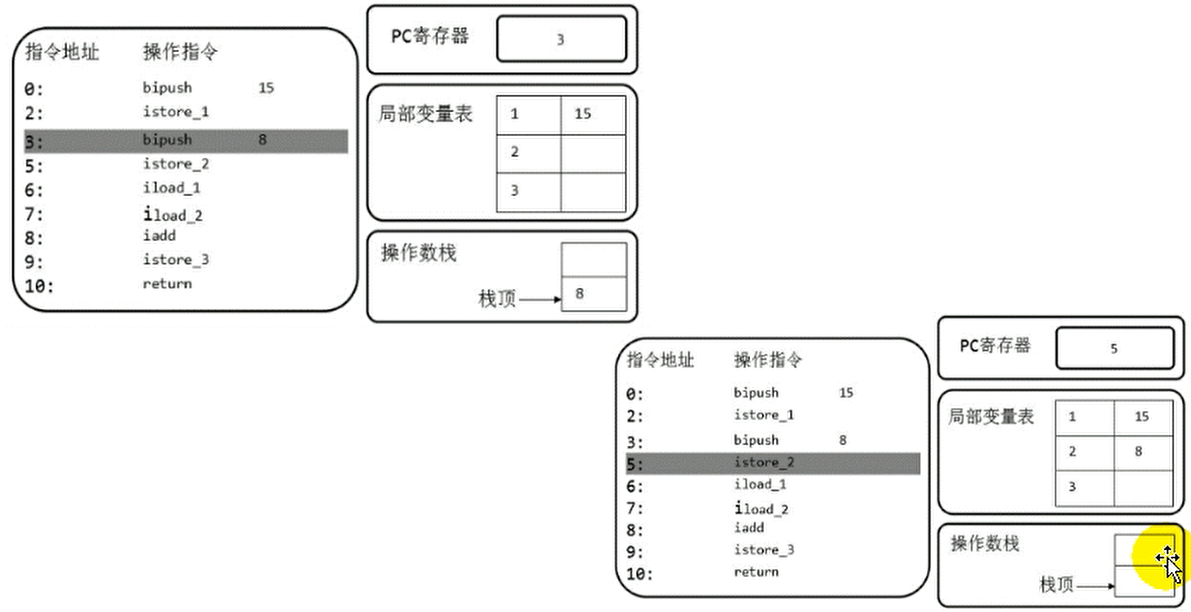 指令地址 操作指令
0: bipush 15
2: istore_1
3: bipush 8
5: istore_2
6: iload_1
7: iload_2
8: iadd
9: istore_3
10: return
PC寄存器 3
局部变量表 1 15
2
3
操作数栈
栈顶 8
指令地址 操作指令
0: bipush 15
2: istore_1
3: bipush 8
5: istore_2
6: iload_1
7: iload_2
8: iadd
9: istore_3
10: return
PC寄存器 5
局部变量表 1 15
2 8
3
操作数栈
栈顶